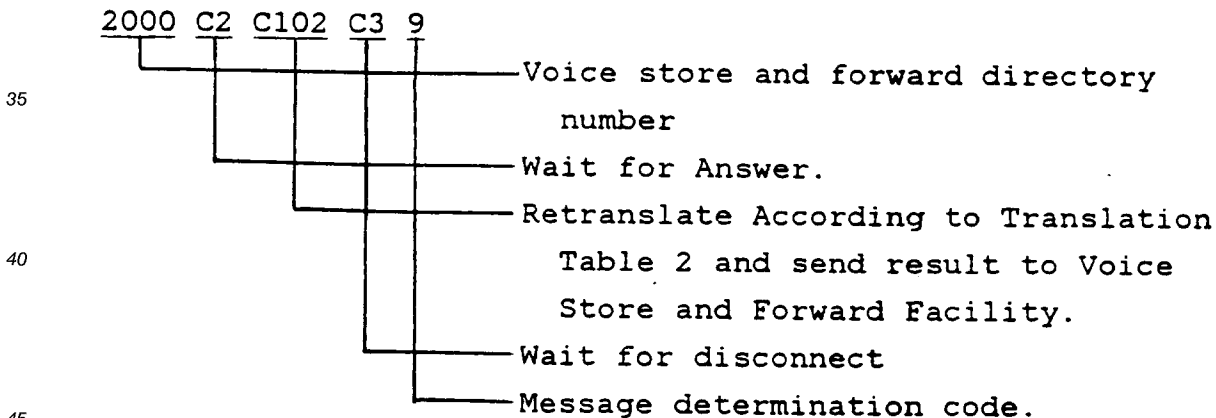 2000 C2 C102 C3 9
Voice store and forward directory
35
number
Wait for Answer.
Retranslate According to Translation
40
Table 2 and send result to Voice
Store and Forward Facility.
Wait for disconnect
Message determination code.
45